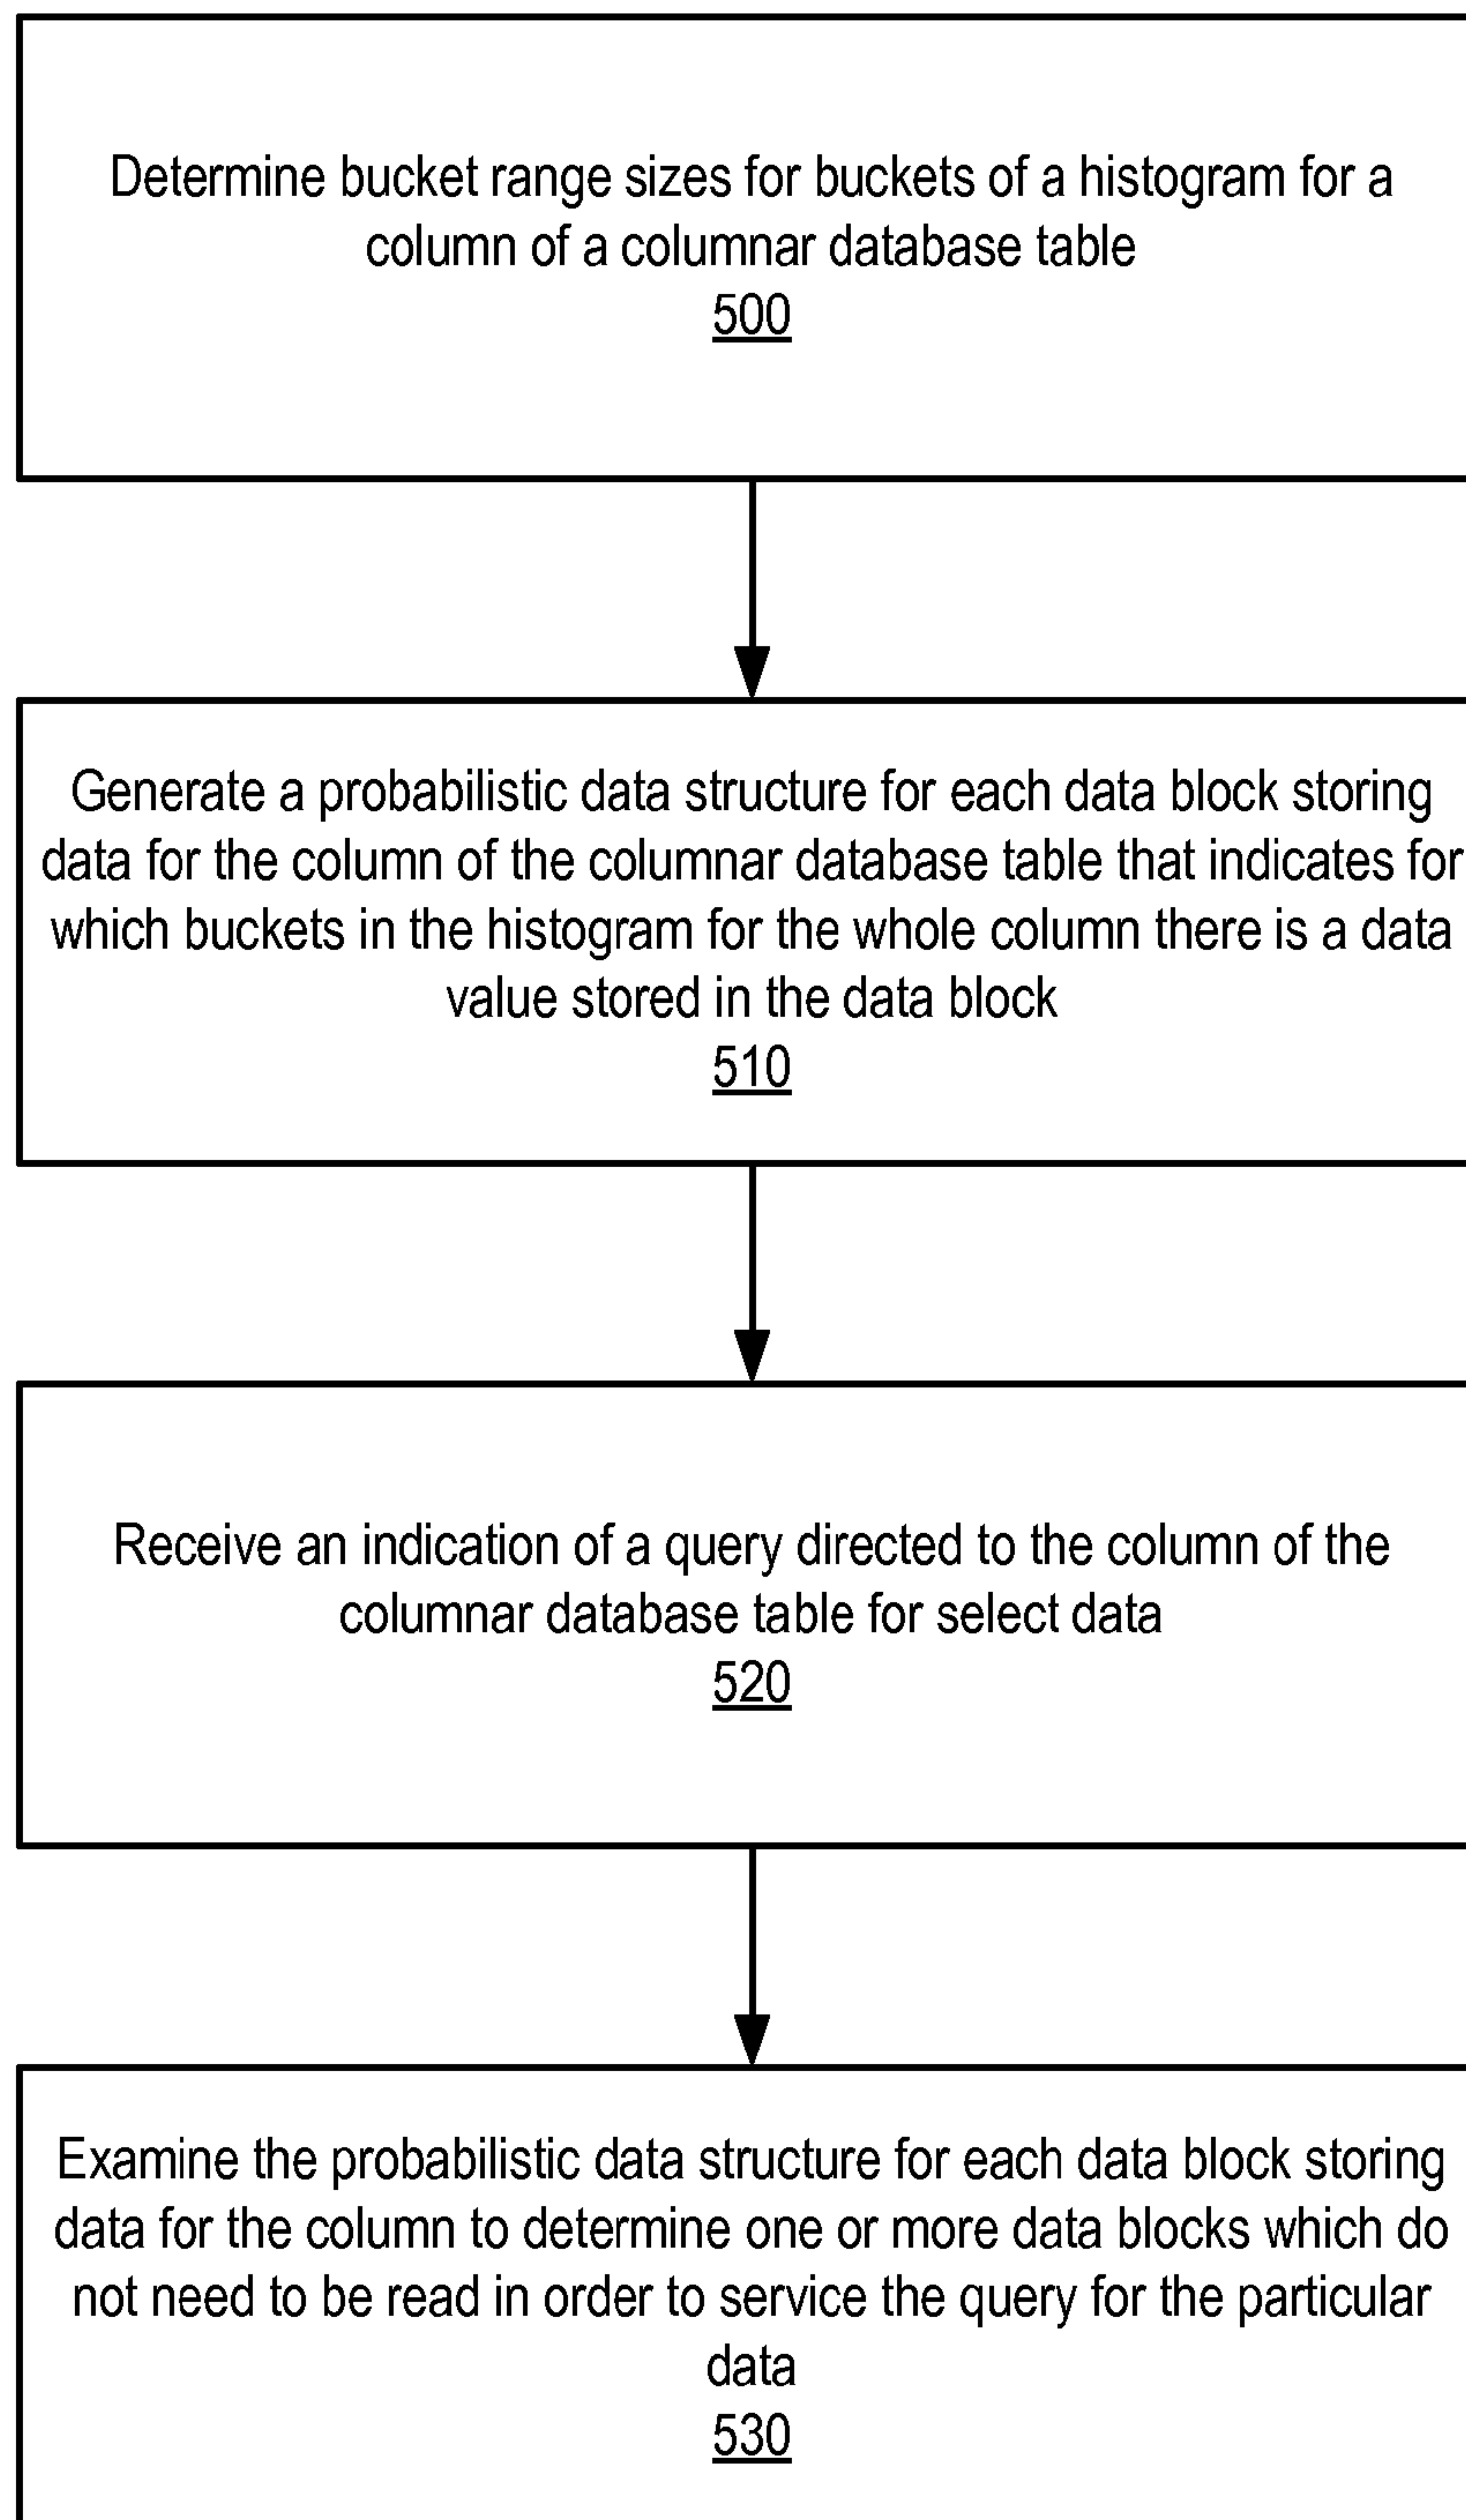 Determine bucket range sizes for buckets of a histogram for a
column of a columnar database table
500
Generate a probabilistic data structure for each data block storing
data for the column of the columnar database table that indicates for
which buckets in the histogram for the whole column there is a data
value stored in the data block
510
Receive an indication of a query directed to the column of the
columnar database table for select data
520
Examine the probabilistic data structure for each data block storing
data for the column to determine one or more data blocks which do
not need to be read in order to service the query for the particular
data
530